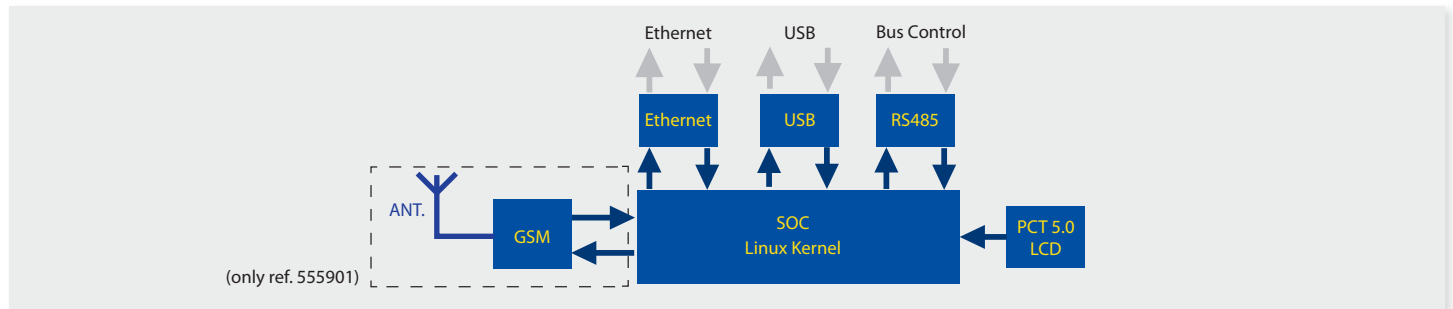 Ethernet
USB
Bus Control
Ethernet
USB
RS485
ANT.
GSM
SOC
Linux Kernel
PCT 5.0
LCD
(only ref. 555901)